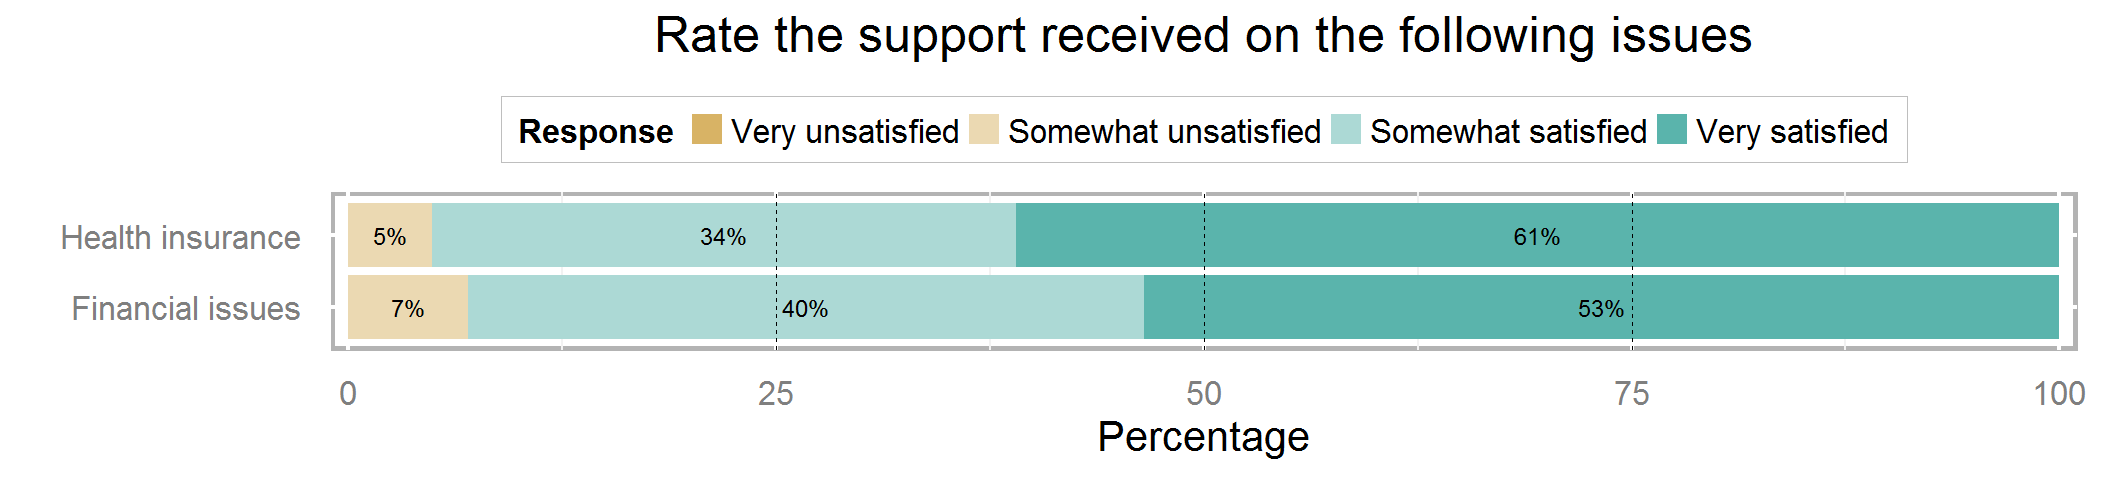 Rate the support received on the following issues
Response Very unsatisfied Somewhat unsatisfied Somewhat satisfied Very satisfied
Health insurance 5% 34% 61%
Financial issues 7% 40% 53%
0 25 50 75 100
Percentage